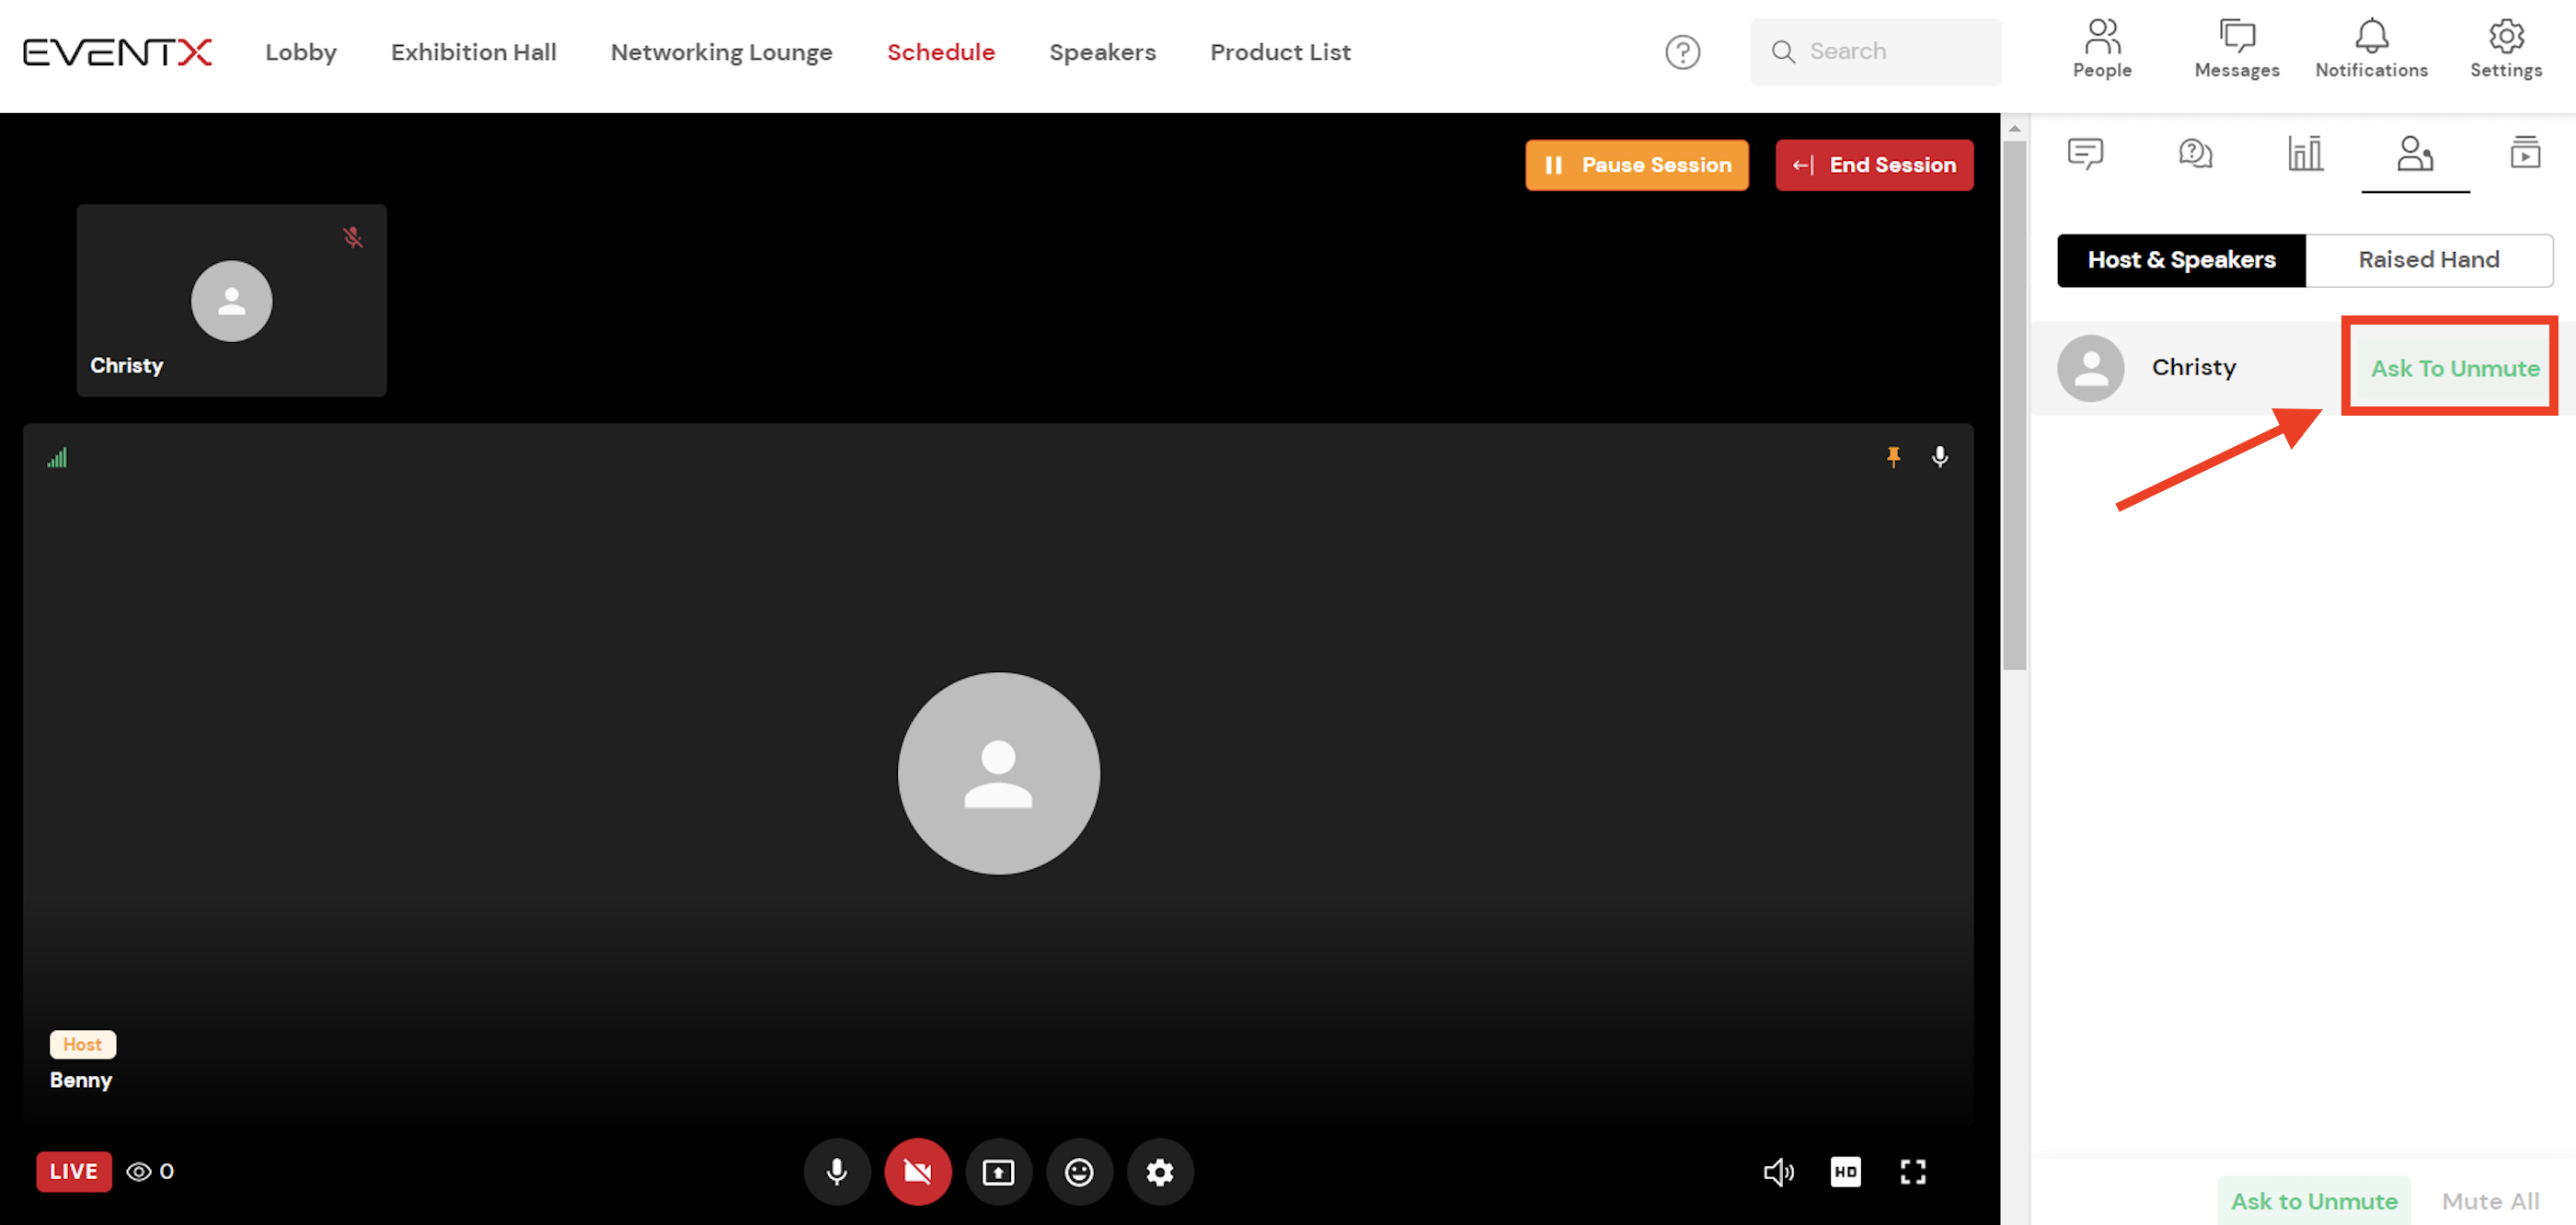 EVENTX Lobby Exhibition Hall Networking Lounge Schedule Speakers Product List ? Search
People Messages Notifications Settings
Pause Session End Session
?
Host & Speakers Raised Hand
Christy Ask To Unmute
Christy
Host
Benny
LIVE 0 HD
Ask to Unmute Mute All